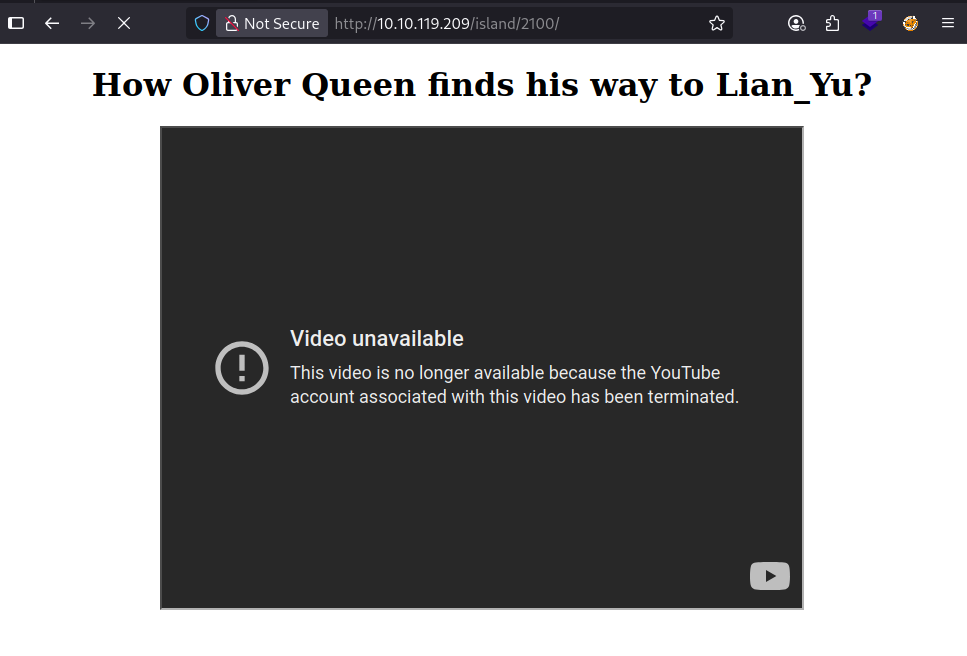 Not Secure http://10.10.119.209/island/2100/ 1
How Oliver Queen finds his way to Lian_Yu?
Video unavailable
This video is no longer available because the YouTube
account associated with this video has been terminated.